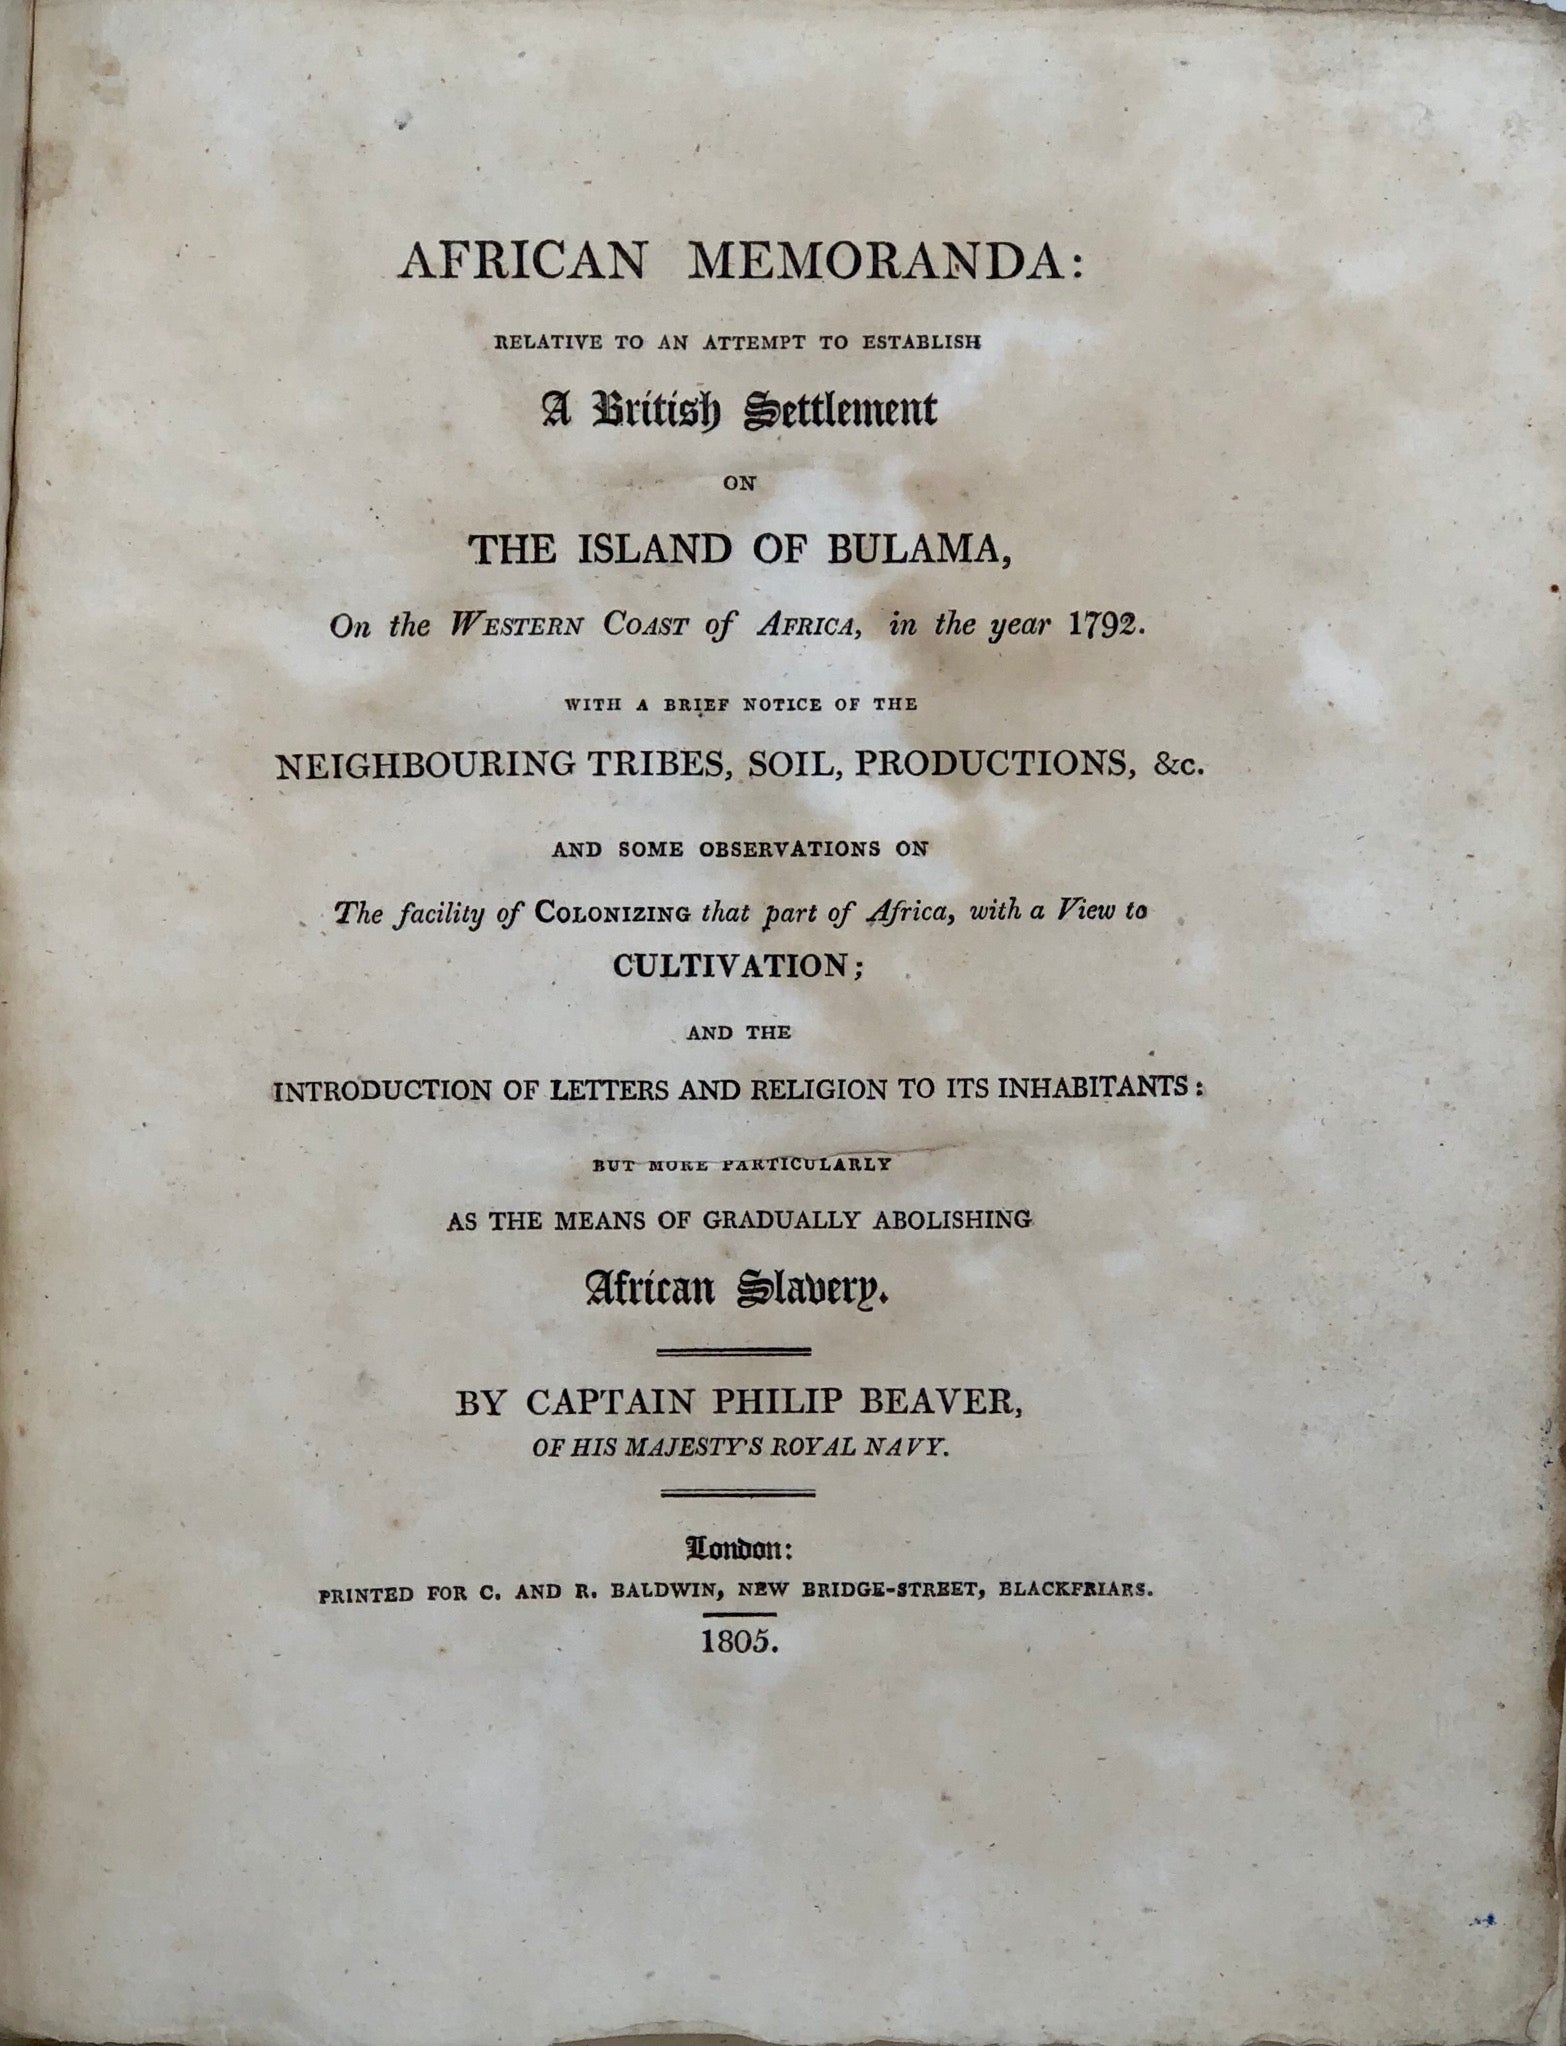 AFRICAN MEMORANDA:
RELATIVE TO AN ATTEMPT TO ESTABLISH
A British Settlement
ON
THE ISLAND OF BULAMA,
On the WESTERN COAST of AFRICA, in the year 1792.
WITH A BRIEF NOTICE OF THE
NEIGHBOURING TRIBES, SOIL, PRODUCTIONS, &c.
AND SOME OBSERVATIONS ON
The facility of COLONIZING that part of Africa, with a View to
CULTIVATION;
AND THE
INTRODUCTION OF LETTERS AND RELIGION TO ITS INHABITANTS:
BUT MORE PARTICULARLY
AS THE MEANS OF GRADUALLY ABOLISHING
African Slavery.
BY CAPTAIN PHILIP BEAVER,
OF HIS MAJESTY'S ROYAL NAVY.
London:
PRINTED FOR C. AND R. BALDWIN, NEW BRIDGE-STREET, BLACKFRIARS.
1805.